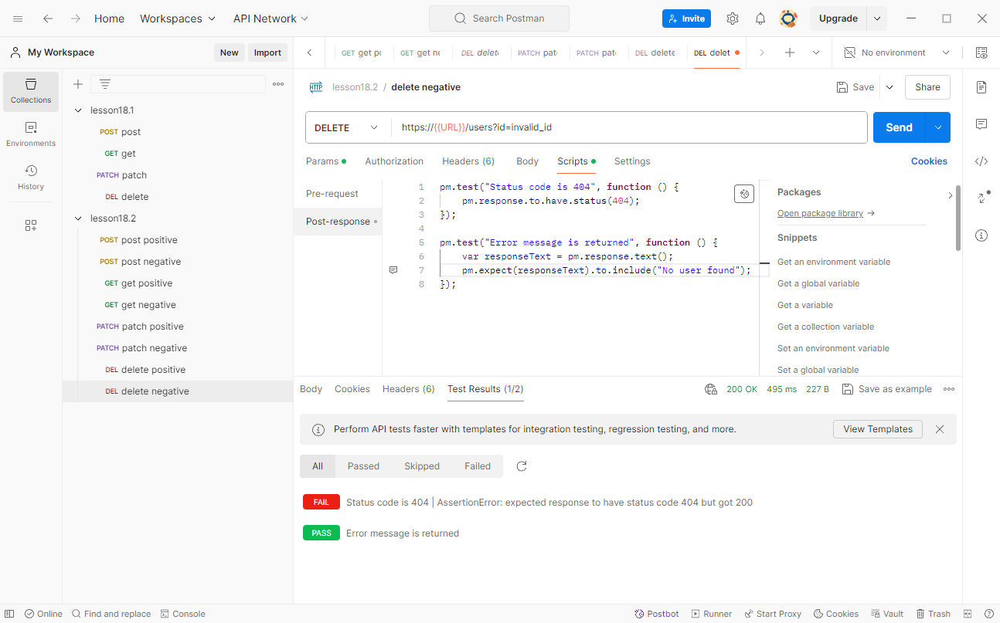 Home
Workspaces
API Network
Search Postman
Invite
Upgrade
My Workspace
New
Import
GET get po
GET get ne
DEL delete
PATCH pat
PATCH pat
DEL delete
DEL delet
No environment
Collections
Environments
History
lesson18.1
POST post
GET get
PATCH patch
DEL delete
lesson18.2
POST post positive
POST post negative
GET get positive
GET get negative
PATCH patch positive
PATCH patch negative
DEL delete positive
DEL delete negative
HTTP lesson18.2 / delete negative
Save
Share
DELETE
https://{{URL}}/users?id=invalid_id
Send
Params
Authorization
Headers (6)
Body
Scripts
Settings
Cookies
Pre-request
Post-response
1 pm.test("Status code is 404", function () {
2 pm.response.to.have.status(404);
3 });
4
5 pm.test("Error message is returned", function () {
6 var responseText = pm.response.text();
7 pm.expect(responseText).to.include("No user found");
8 });
Packages
Open package library →
Snippets
Get an environment variable
Get a global variable
Get a variable
Get a collection variable
Set an environment variable
Set a global variable
Body
Cookies
Headers (6)
Test Results (1/2)
200 OK
495 ms
227 B
Save as example
Perform API tests faster with templates for integration testing, regression testing, and more.
View Templates
All
Passed
Skipped
Failed
FAIL Status code is 404 | AssertionError: expected response to have status code 404 but got 200
PASS Error message is returned
Online
Find and replace
Console
Postbot
Runner
Start Proxy
Cookies
Vault
Trash